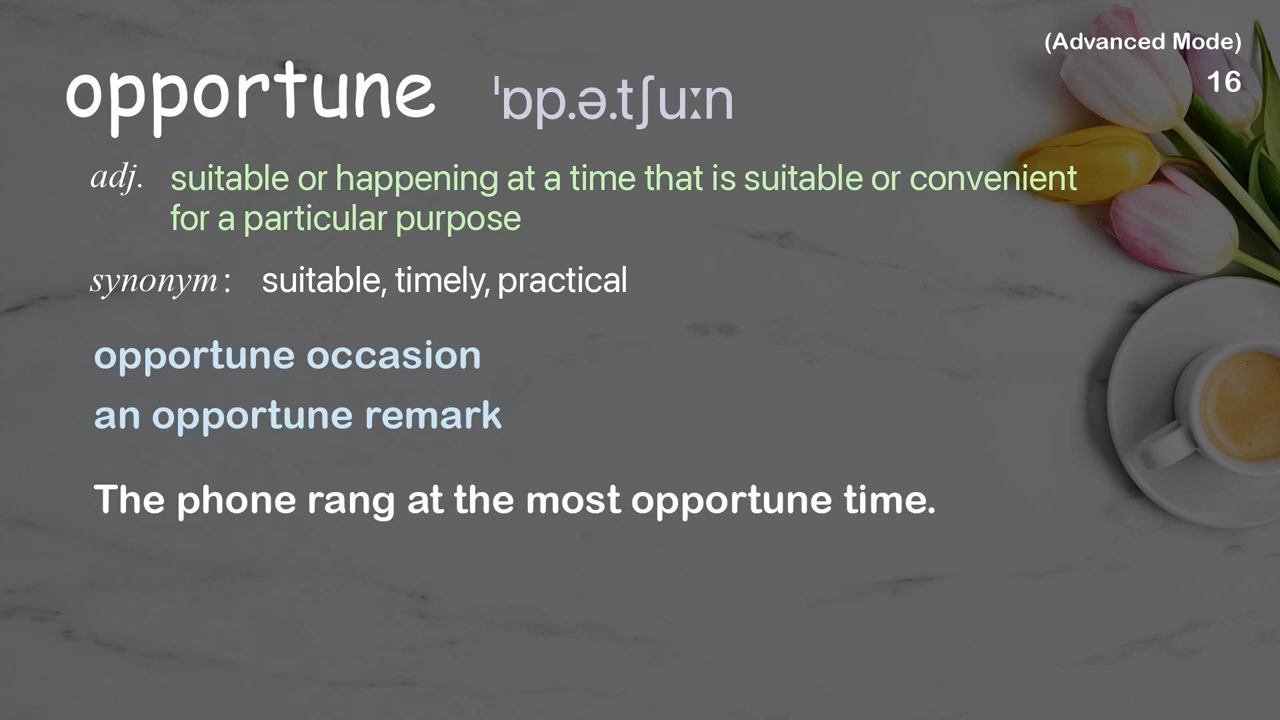 (Advanced Mode)
16
opportune ˈɒp.ə.tʃuːn
adj. suitable or happening at a time that is suitable or convenient
for a particular purpose
synonym: suitable, timely, practical
opportune occasion
an opportune remark
The phone rang at the most opportune time.